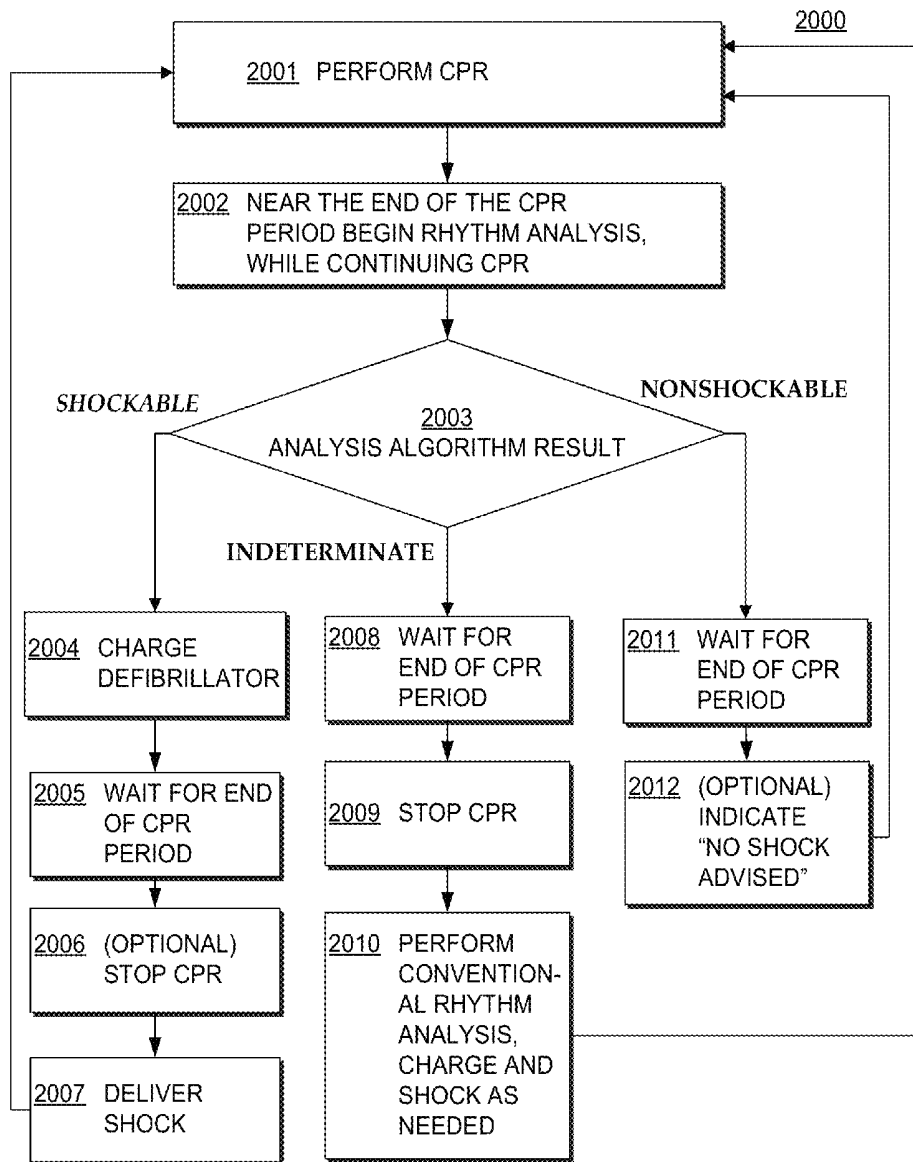 2000
2001 PERFORM CPR
2002 NEAR THE END OF THE CPR
PERIOD BEGIN RHYTHM ANALYSIS,
WHILE CONTINUING CPR
SHOCKABLE
NONSHOCKABLE
2003
ANALYSIS ALGORITHM RESULT
INDETERMINATE
2004 CHARGE
DEFIBRILLATOR
2005 WAIT FOR END
OF CPR
PERIOD
2006 (OPTIONAL)
STOP CPR
2007 DELIVER
SHOCK
2008 WAIT FOR
END OF CPR
PERIOD
2009 STOP CPR
2010 PERFORM
CONVENTION-
AL RHYTHM
ANALYSIS,
CHARGE AND
SHOCK AS
NEEDED
2011 WAIT FOR
END OF CPR
PERIOD
2012 (OPTIONAL)
INDICATE
“NO SHOCK
ADVISED”